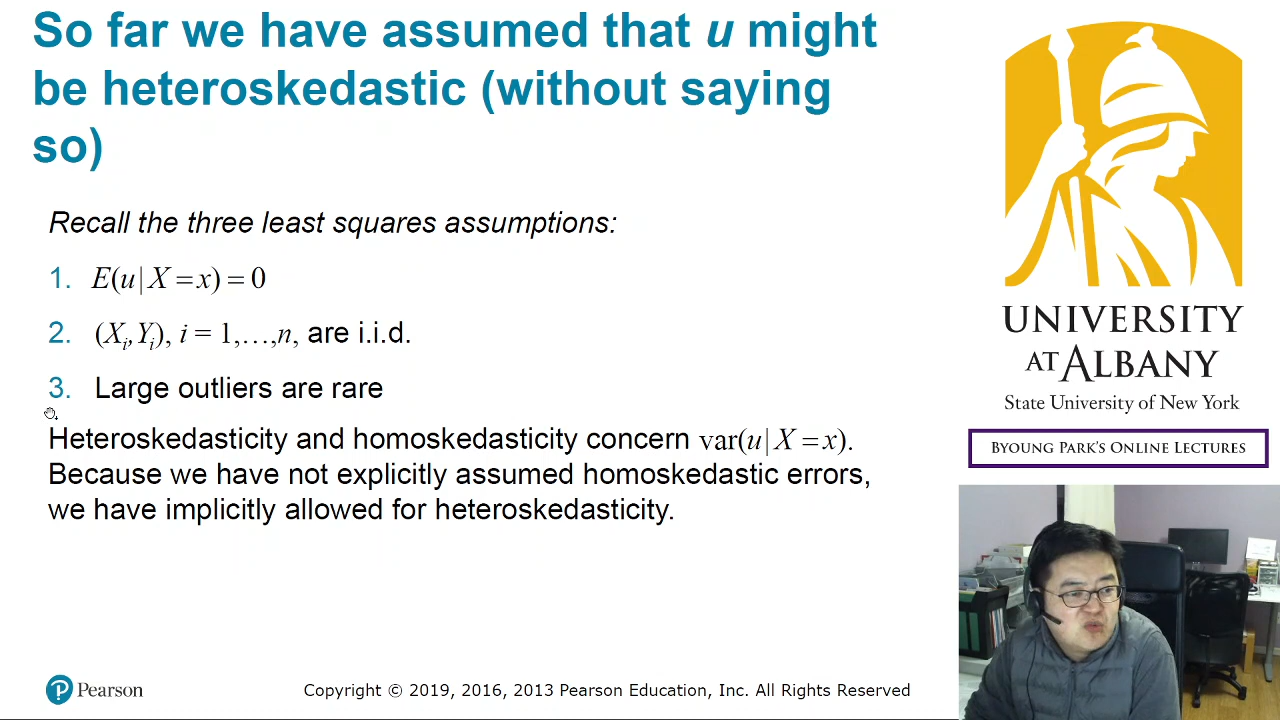 So far we have assumed that u might
be heteroskedastic (without saying
so)
Recall the three least squares assumptions:
1. E(u | X = x) = 0
2. (Xi, Yi), i = 1,…,n, are i.i.d.
3. Large outliers are rare
Heteroskedasticity and homoskedasticity concern var(u | X = x).
Because we have not explicitly assumed homoskedastic errors,
we have implicitly allowed for heteroskedasticity.
Pearson
Copyright © 2019, 2016, 2013 Pearson Education, Inc. All Rights Reserved
UNIVERSITY
AT ALBANY
State University of New York
BYOUNG PARK'S ONLINE LECTURES